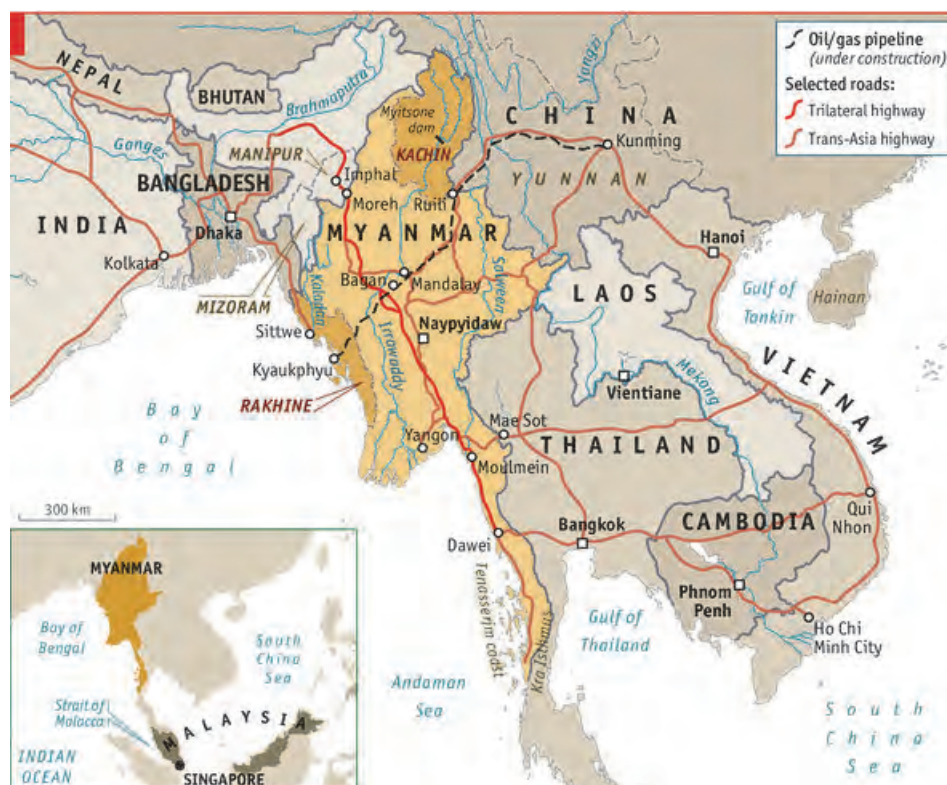 Oil/gas pipeline
(under construction)
Selected roads:
Trilateral highway
Trans-Asia highway
NEPAL
BHUTAN
Brahmaputra
Yangzi
CHINA
Myitsone
dam
KACHIN
Kunming
Ganges
MANIPUR
Imphal
YUNNAN
BANGLADESH
Moreh
Ruili
INDIA
Dhaka
MYANMAR
Hanoi
Kolkata
Bagan
Mandalay
Salween
LAOS
Gulf of
Tonkin
Hainan
MIZORAM
Kaladan
Sittwe
Naypyidaw
Irrawaddy
Kyaukphyu
VIETNAM
Vientiane
Mekong
RAKHINE
Bay
of
Bengal
Mae Sot
Yangon
THAILAND
Moulmein
300 km
CAMBODIA
Qui
Nhon
Bangkok
Dawei
MYANMAR
Tenasserim coast
Phnom
Penh
Bay of
Bengal
Gulf of
Thailand
Ho Chi
Minh City
South
China
Sea
Kra Isthmus
Andaman
Sea
Strait of
Malacca
MALAYSIA
South
China
Sea
INDIAN
OCEAN
SINGAPORE